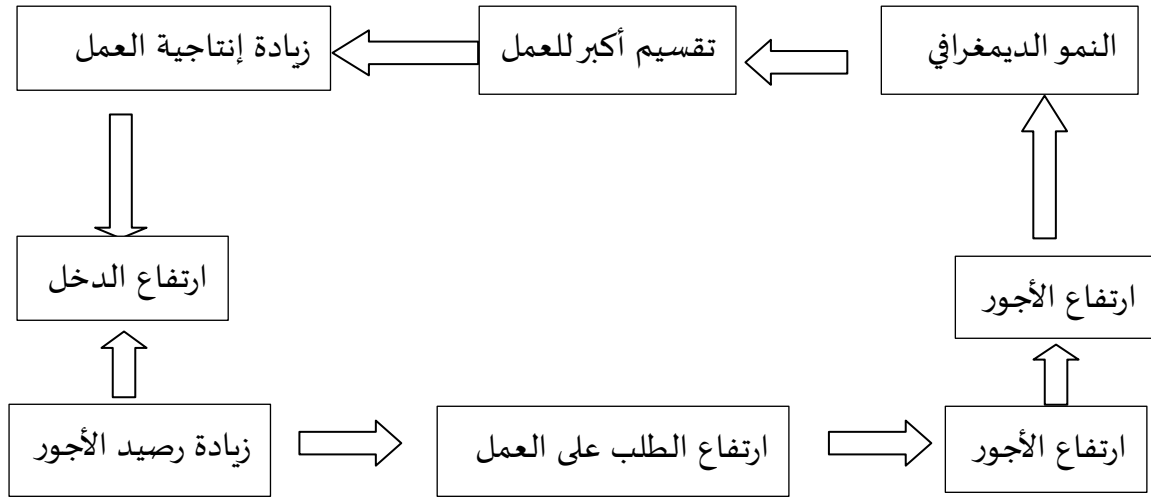 النمو الديمغرافي
تقسيم أكبر للعمل
زيادة إنتاجية العمل
ارتفاع الدخل
ارتفاع الأجور
زيادة رصيد الأجور
ارتفاع الطلب على العمل
ارتفاع الأجور